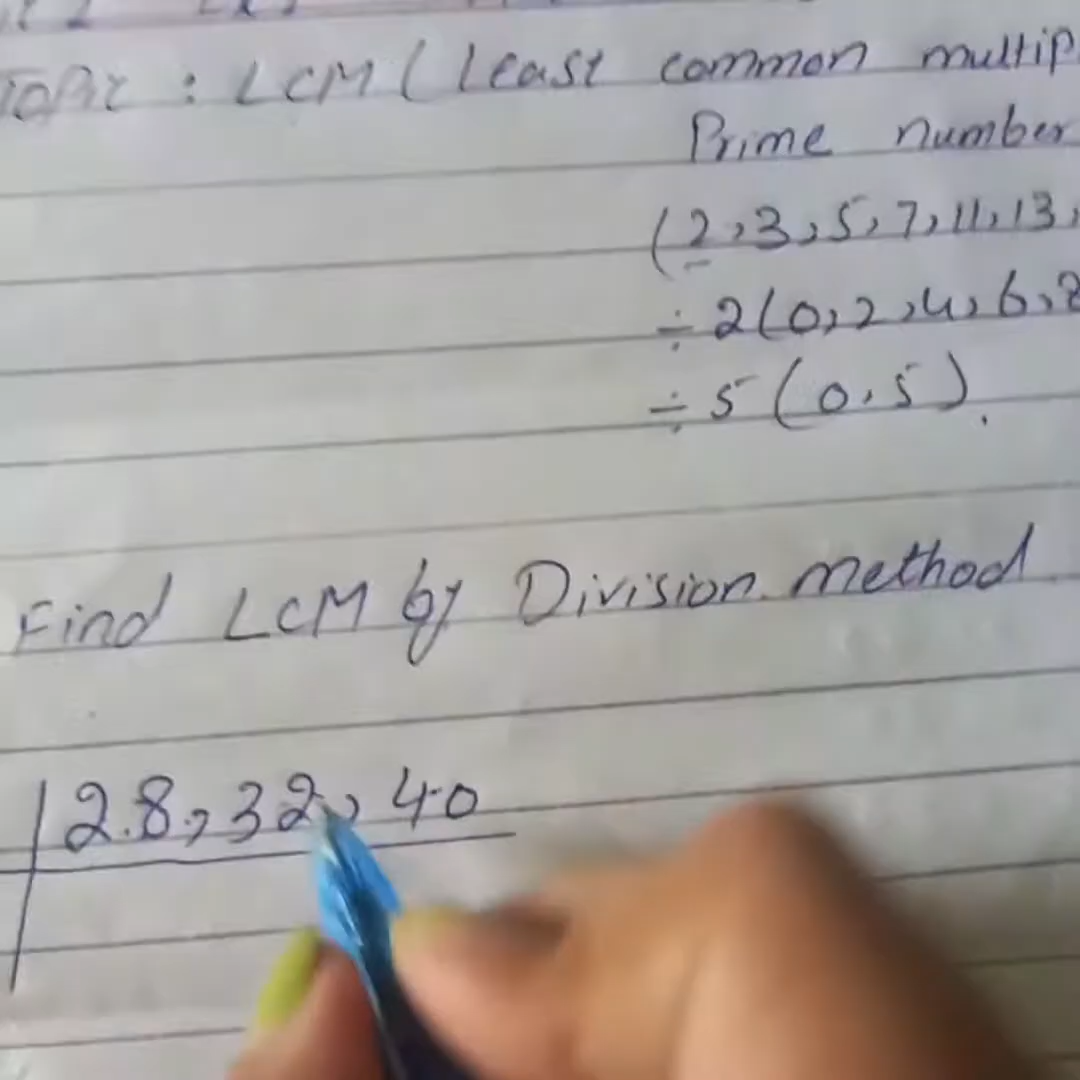 : LCM ( Least common multip
Prime number
(2,3,5,7,11,13,
÷ 2(0,2,4,6,8
÷ 5 (0,5).
Find LCM by Division method
28,32,40